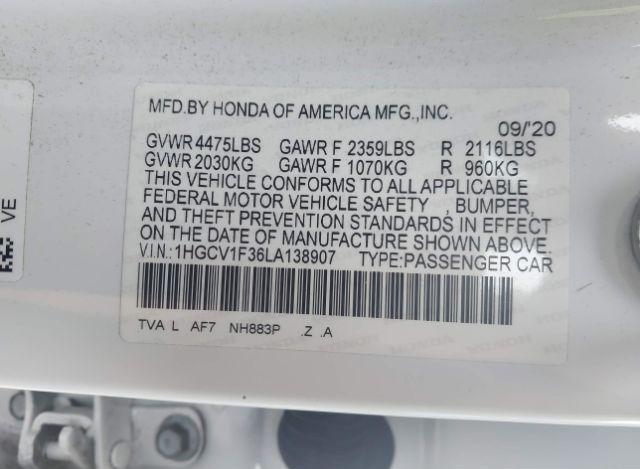 MFD.BY HONDA OF AMERICA MFG.,INC.
09/'20
GVWR 4475LBS GAWR F 2359LBS R 2116LBS
GVWR 2030KG GAWR F 1070KG R 960KG
THIS VEHICLE CONFORMS TO ALL APPLICABLE
FEDERAL MOTOR VEHICLE SAFETY , BUMPER,
AND THEFT PREVENTION STANDARDS IN EFFECT
ON THE DATE OF MANUFACTURE SHOWN ABOVE.
V.I.N.: 1HGCV1F36LA138907 TYPE:PASSENGER CAR
TVA L AF7 NH883P .Z .A
VE